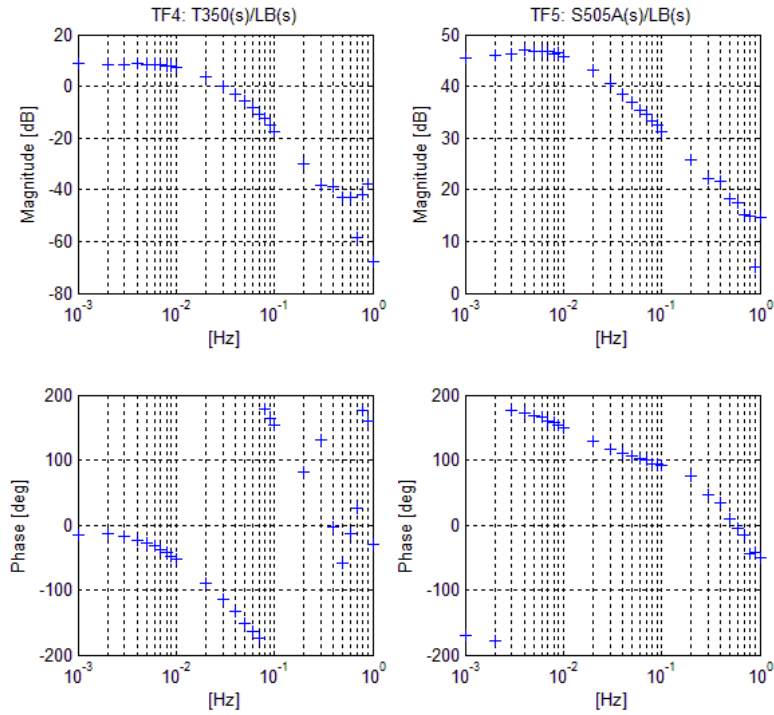 TF4: T350(s)/LB(s)
20
0
-20
-40
-60
-80
Magnitude [dB]
10^-3 10^-2 10^-1 10^0
[Hz]
TF5: S505A(s)/LB(s)
50
40
30
20
10
0
Magnitude [dB]
10^-3 10^-2 10^-1 10^0
[Hz]
200
100
0
-100
-200
Phase [deg]
10^-3 10^-2 10^-1 10^0
[Hz]
200
100
0
-100
-200
Phase [deg]
10^-3 10^-2 10^-1 10^0
[Hz]